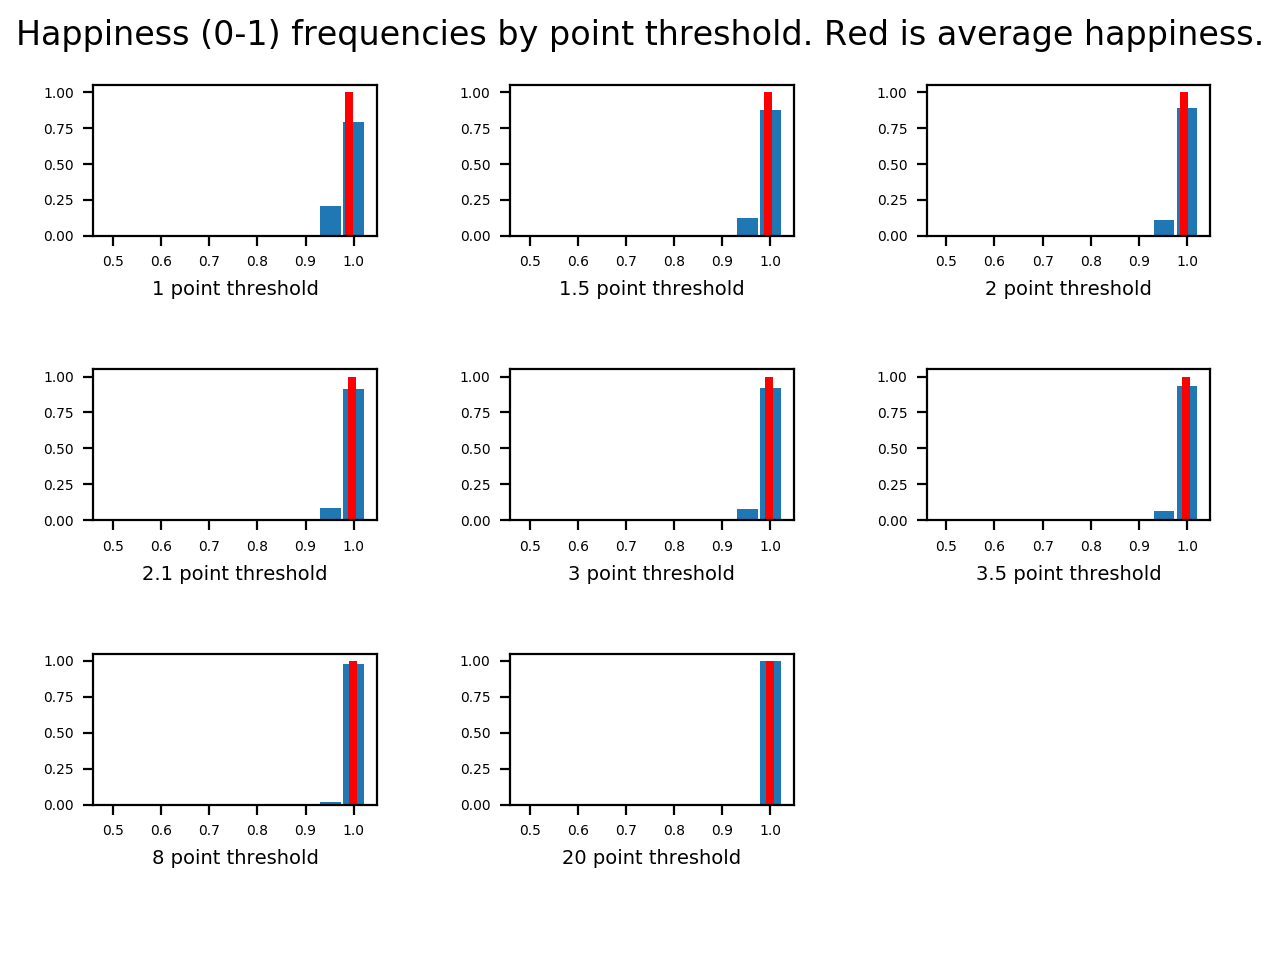 Happiness (0-1) frequencies by point threshold. Red is average happiness.
1.00 1.00 1.00
0.75 0.75 0.75
0.50 0.50 0.50
0.25 0.25 0.25
0.00 0.00 0.00
0.5 0.6 0.7 0.8 0.9 1.0 0.5 0.6 0.7 0.8 0.9 1.0 0.5 0.6 0.7 0.8 0.9 1.0
1 point threshold 1.5 point threshold 2 point threshold
1.00 1.00 1.00
0.75 0.75 0.75
0.50 0.50 0.50
0.25 0.25 0.25
0.00 0.00 0.00
0.5 0.6 0.7 0.8 0.9 1.0 0.5 0.6 0.7 0.8 0.9 1.0 0.5 0.6 0.7 0.8 0.9 1.0
2.1 point threshold 3 point threshold 3.5 point threshold
1.00 1.00
0.75 0.75
0.50 0.50
0.25 0.25
0.00 0.00
0.5 0.6 0.7 0.8 0.9 1.0 0.5 0.6 0.7 0.8 0.9 1.0
8 point threshold 20 point threshold